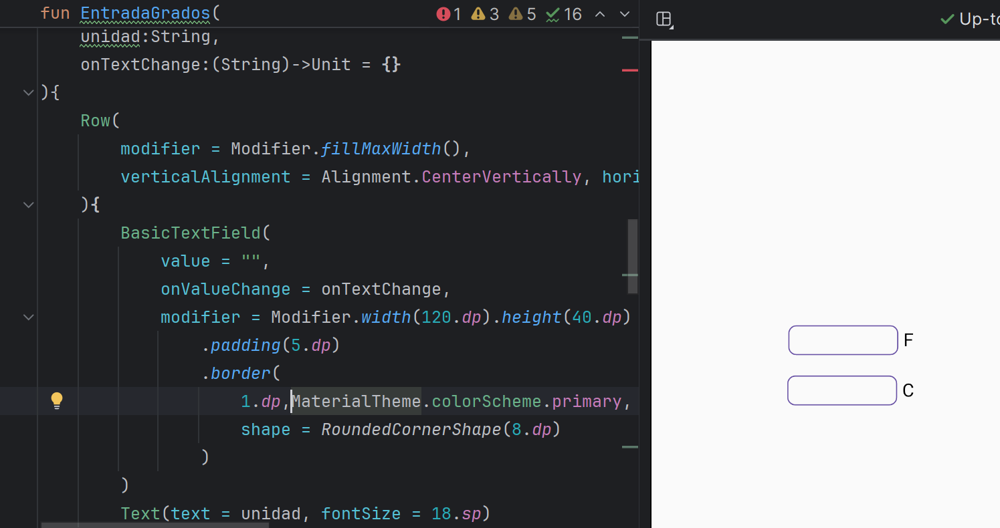 fun EntradaGrados( 1 3 5 16
Up-to
unidad:String,
onTextChange:(String)->Unit = {}
){
Row(
modifier = Modifier.fillMaxWidth(),
verticalAlignment = Alignment.CenterVertically, hori
){
BasicTextField(
value = "",
onValueChange = onTextChange,
modifier = Modifier.width(120.dp).height(40.dp)
.padding(5.dp)
.border(
1.dp,MaterialTheme.colorScheme.primary,
shape = RoundedCornerShape(8.dp)
)
)
Text(text = unidad, fontSize = 18.sp)
F
C